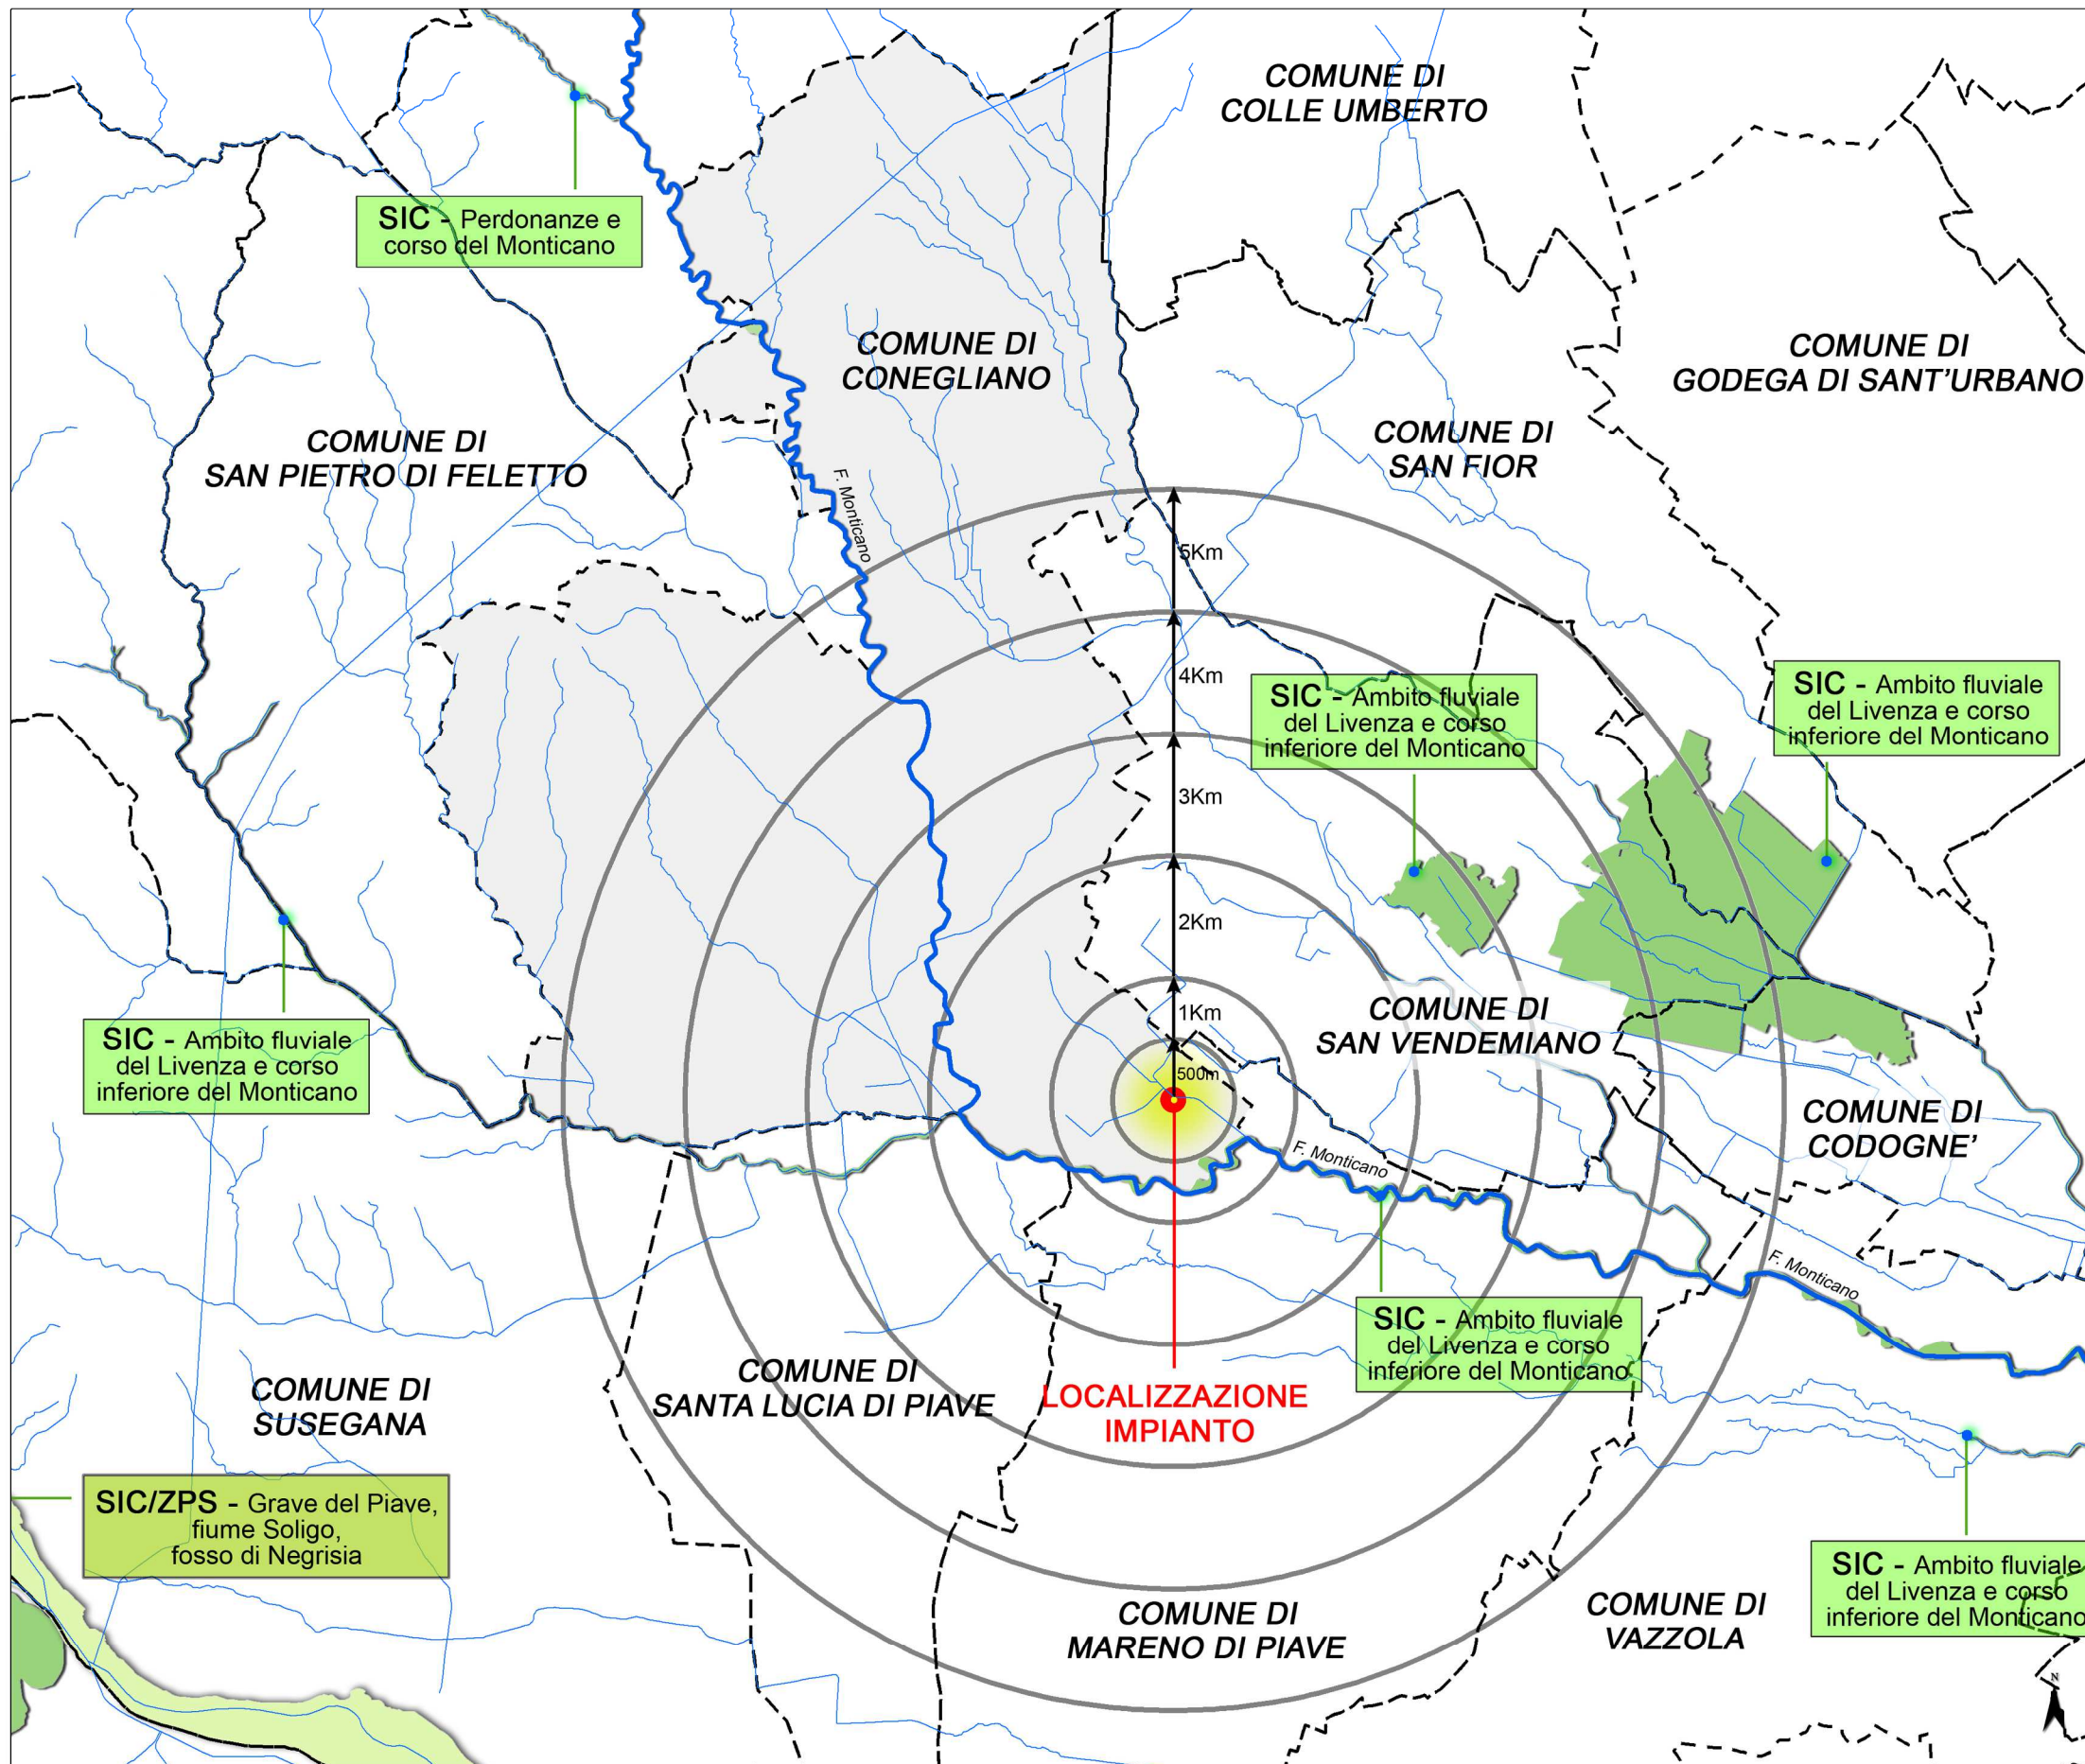 COMUNE DI
COLLE UMBERTO
SIC - Perdonanze e
corso del Monticano
COMUNE DI
CONEGLIANO
COMUNE DI
GODEGA DI SANT'URBANO
COMUNE DI
SAN PIETRO DI FELETTO
COMUNE DI
SAN FIOR
F. Monticano
5Km
4Km
SIC - Ambito fluviale
del Livenza e corso
inferiore del Monticano
SIC - Ambito fluviale
del Livenza e corso
inferiore del Monticano
3Km
2Km
1Km
COMUNE DI
SAN VENDEMIANO
SIC - Ambito fluviale
del Livenza e corso
inferiore del Monticano
500m
COMUNE DI
CODOGNE'
F. Monticano
F. Monticano
SIC - Ambito fluviale
del Livenza e corso
inferiore del Monticano
COMUNE DI
SUSEGANA
COMUNE DI
SANTA LUCIA DI PIAVE
LOCALIZZAZIONE
IMPIANTO
SIC/ZPS - Grave del Piave,
fiume Soligo,
fosso di Negrisia
SIC - Ambito fluviale
del Livenza e corso
inferiore del Monticano
COMUNE DI
MARENO DI PIAVE
COMUNE DI
VAZZOLA
N